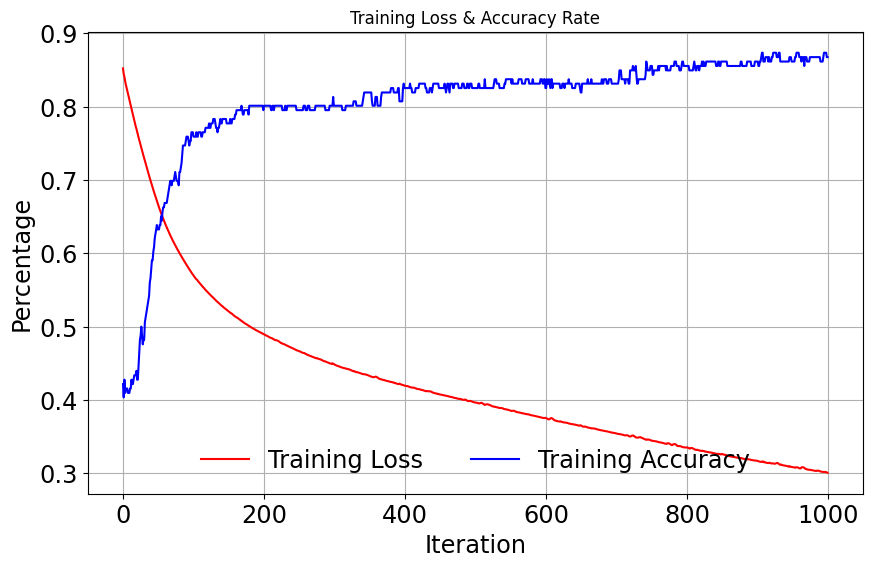 Training Loss & Accuracy Rate
Percentage
0.9
0.8
0.7
0.6
0.5
0.4
0.3
Training Loss Training Accuracy
0 200 400 600 800 1000
Iteration